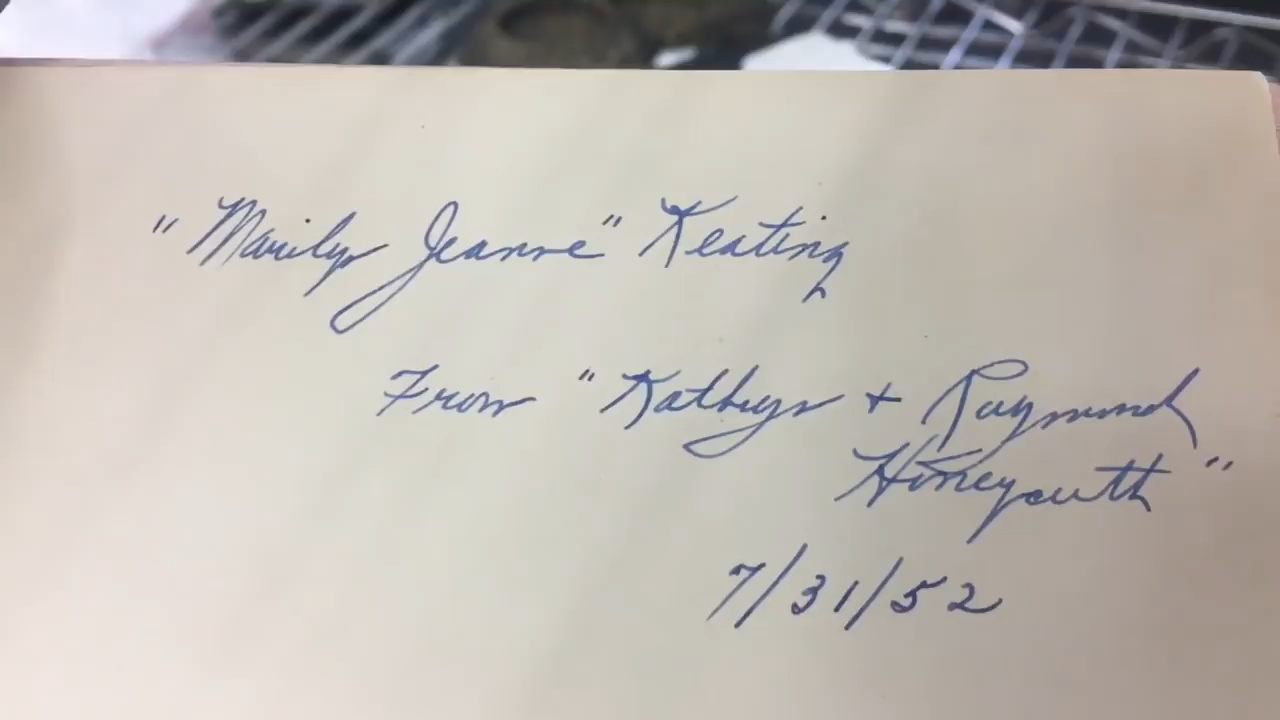 "Marilyn Jeanne" Keating
From "Kathryn + Raymond
Honeycutt"
7/31/52